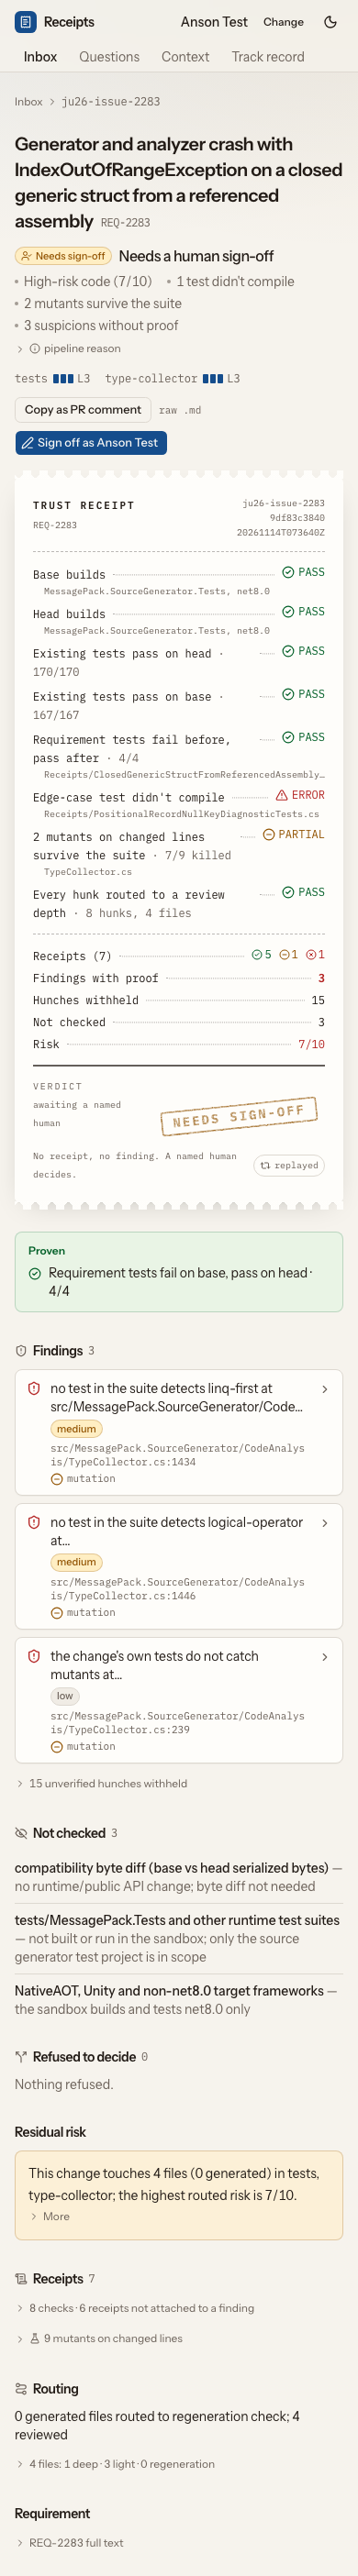 Receipts
Anson Test
Change
Inbox
Questions
Context
Track record
Inbox
ju26-issue-2283
Generator and analyzer crash with
IndexOutOfRangeException on a closed
generic struct from a referenced
assembly REQ-2283
Needs sign-off
Needs a human sign-off
High-risk code (7/10)
1 test didn't compile
2 mutants survive the suite
3 suspicions without proof
pipeline reason
tests L3 type-collector L3
Copy as PR comment
raw .md
Sign off as Anson Test
TRUST RECEIPT
REQ-2283
ju26-issue-2283
9df83c3840
20261114T073640Z
Base builds PASS
MessagePack.SourceGenerator.Tests, net8.0
Head builds PASS
MessagePack.SourceGenerator.Tests, net8.0
Existing tests pass on head · PASS
170/170
Existing tests pass on base · PASS
167/167
Requirement tests fail before, PASS
pass after · 4/4
Receipts/ClosedGenericStructFromReferencedAssembly…
Edge-case test didn't compile ERROR
Receipts/PositionalRecordNullKeyDiagnosticTests.cs
2 mutants on changed lines PARTIAL
survive the suite · 7/9 killed
TypeCollector.cs
Every hunk routed to a review PASS
depth · 8 hunks, 4 files
Receipts (7) 5 1 1
Findings with proof 3
Hunches withheld 15
Not checked 3
Risk 7/10
VERDICT
awaiting a named
human
NEEDS SIGN-OFF
No receipt, no finding. A named human
decides.
replayed
Proven
Requirement tests fail on base, pass on head ·
4/4
Findings 3
no test in the suite detects linq-first at
src/MessagePack.SourceGenerator/Code...
medium
src/MessagePack.SourceGenerator/CodeAnalys
is/TypeCollector.cs:1434
mutation
no test in the suite detects logical-operator
at...
medium
src/MessagePack.SourceGenerator/CodeAnalys
is/TypeCollector.cs:1446
mutation
the change's own tests do not catch
mutants at...
low
src/MessagePack.SourceGenerator/CodeAnalys
is/TypeCollector.cs:239
mutation
15 unverified hunches withheld
Not checked 3
compatibility byte diff (base vs head serialized bytes) —
no runtime/public API change; byte diff not needed
tests/MessagePack.Tests and other runtime test suites
— not built or run in the sandbox; only the source
generator test project is in scope
NativeAOT, Unity and non-net8.0 target frameworks —
the sandbox builds and tests net8.0 only
Refused to decide 0
Nothing refused.
Residual risk
This change touches 4 files (0 generated) in tests,
type-collector; the highest routed risk is 7/10.
More
Receipts 7
8 checks · 6 receipts not attached to a finding
9 mutants on changed lines
Routing
0 generated files routed to regeneration check; 4
reviewed
4 files: 1 deep · 3 light · 0 regeneration
Requirement
REQ-2283 full text